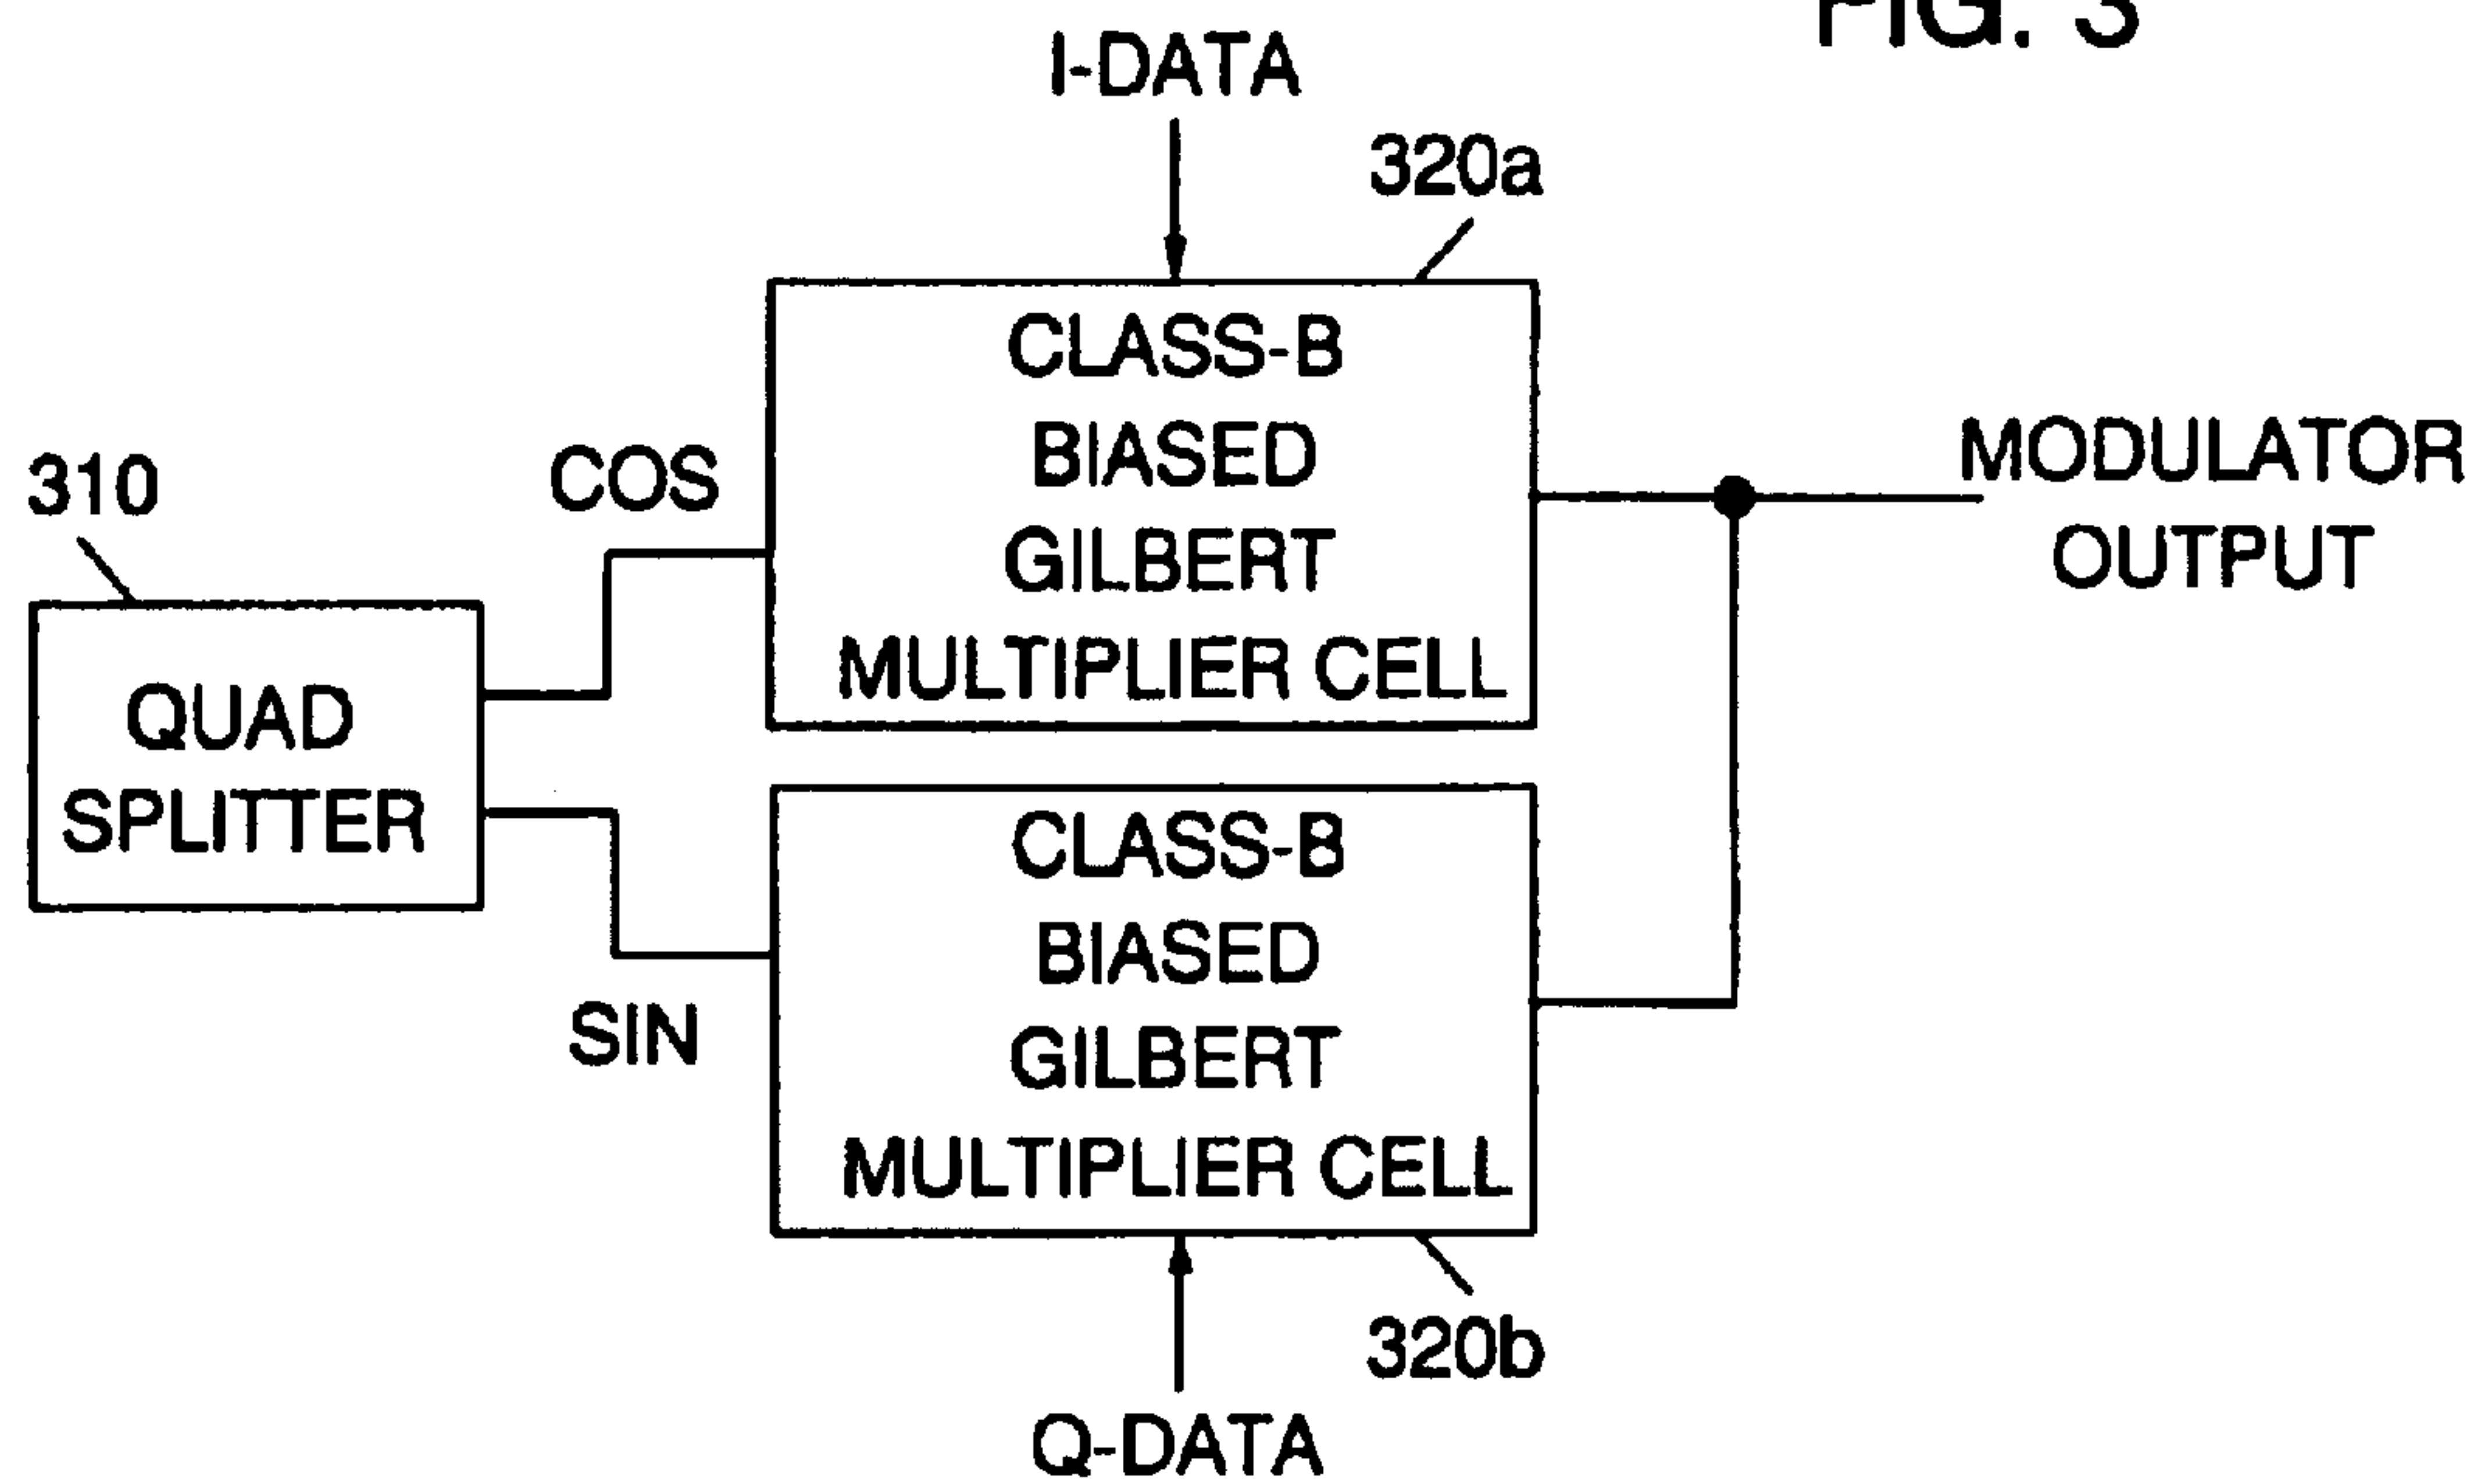 FIG. 3
I-DATA
320a
CLASS-B
BIASED
GILBERT
MULTIPLIER CELL
COS
310
MODULATOR
OUTPUT
QUAD
SPLITTER
CLASS-B
BIASED
GILBERT
MULTIPLIER CELL
SIN
320b
Q-DATA